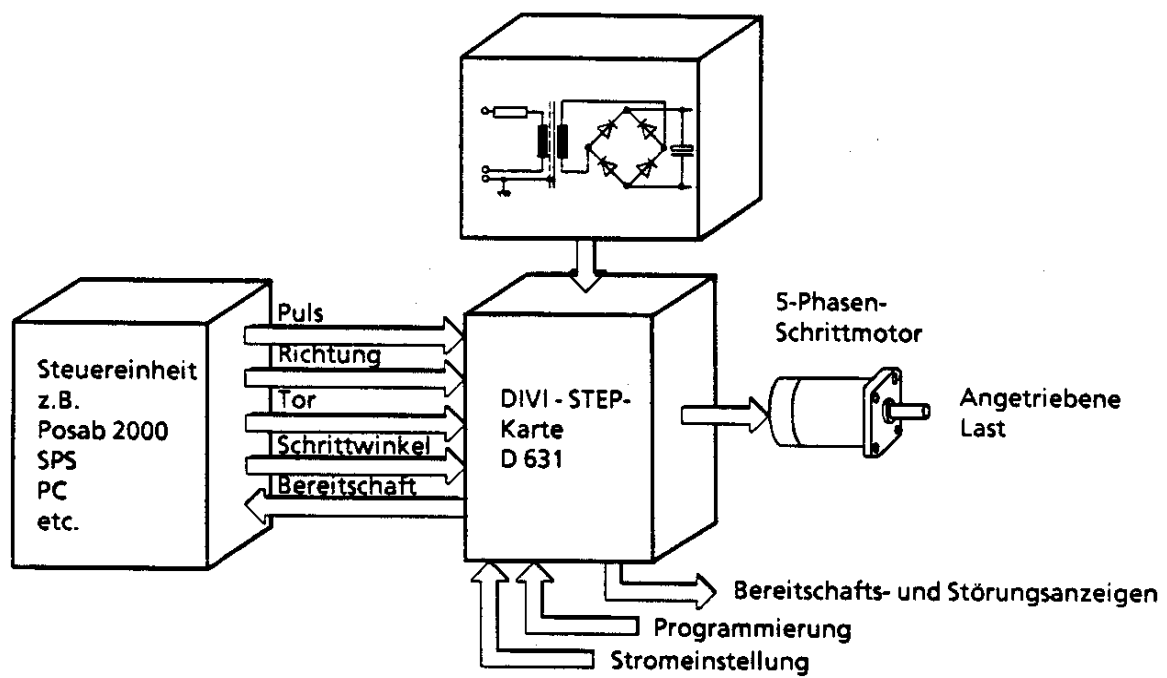 Steuereinheit
z.B.
Posab 2000
SPS
PC
etc.
Puls
Richtung
Tor
Schrittwinkel
Bereitschaft
DIVI - STEP-
Karte
D 631
5-Phasen-
Schrittmotor
Angetriebene
Last
Bereitschafts- und Störungsanzeigen
Programmierung
Stromeinstellung